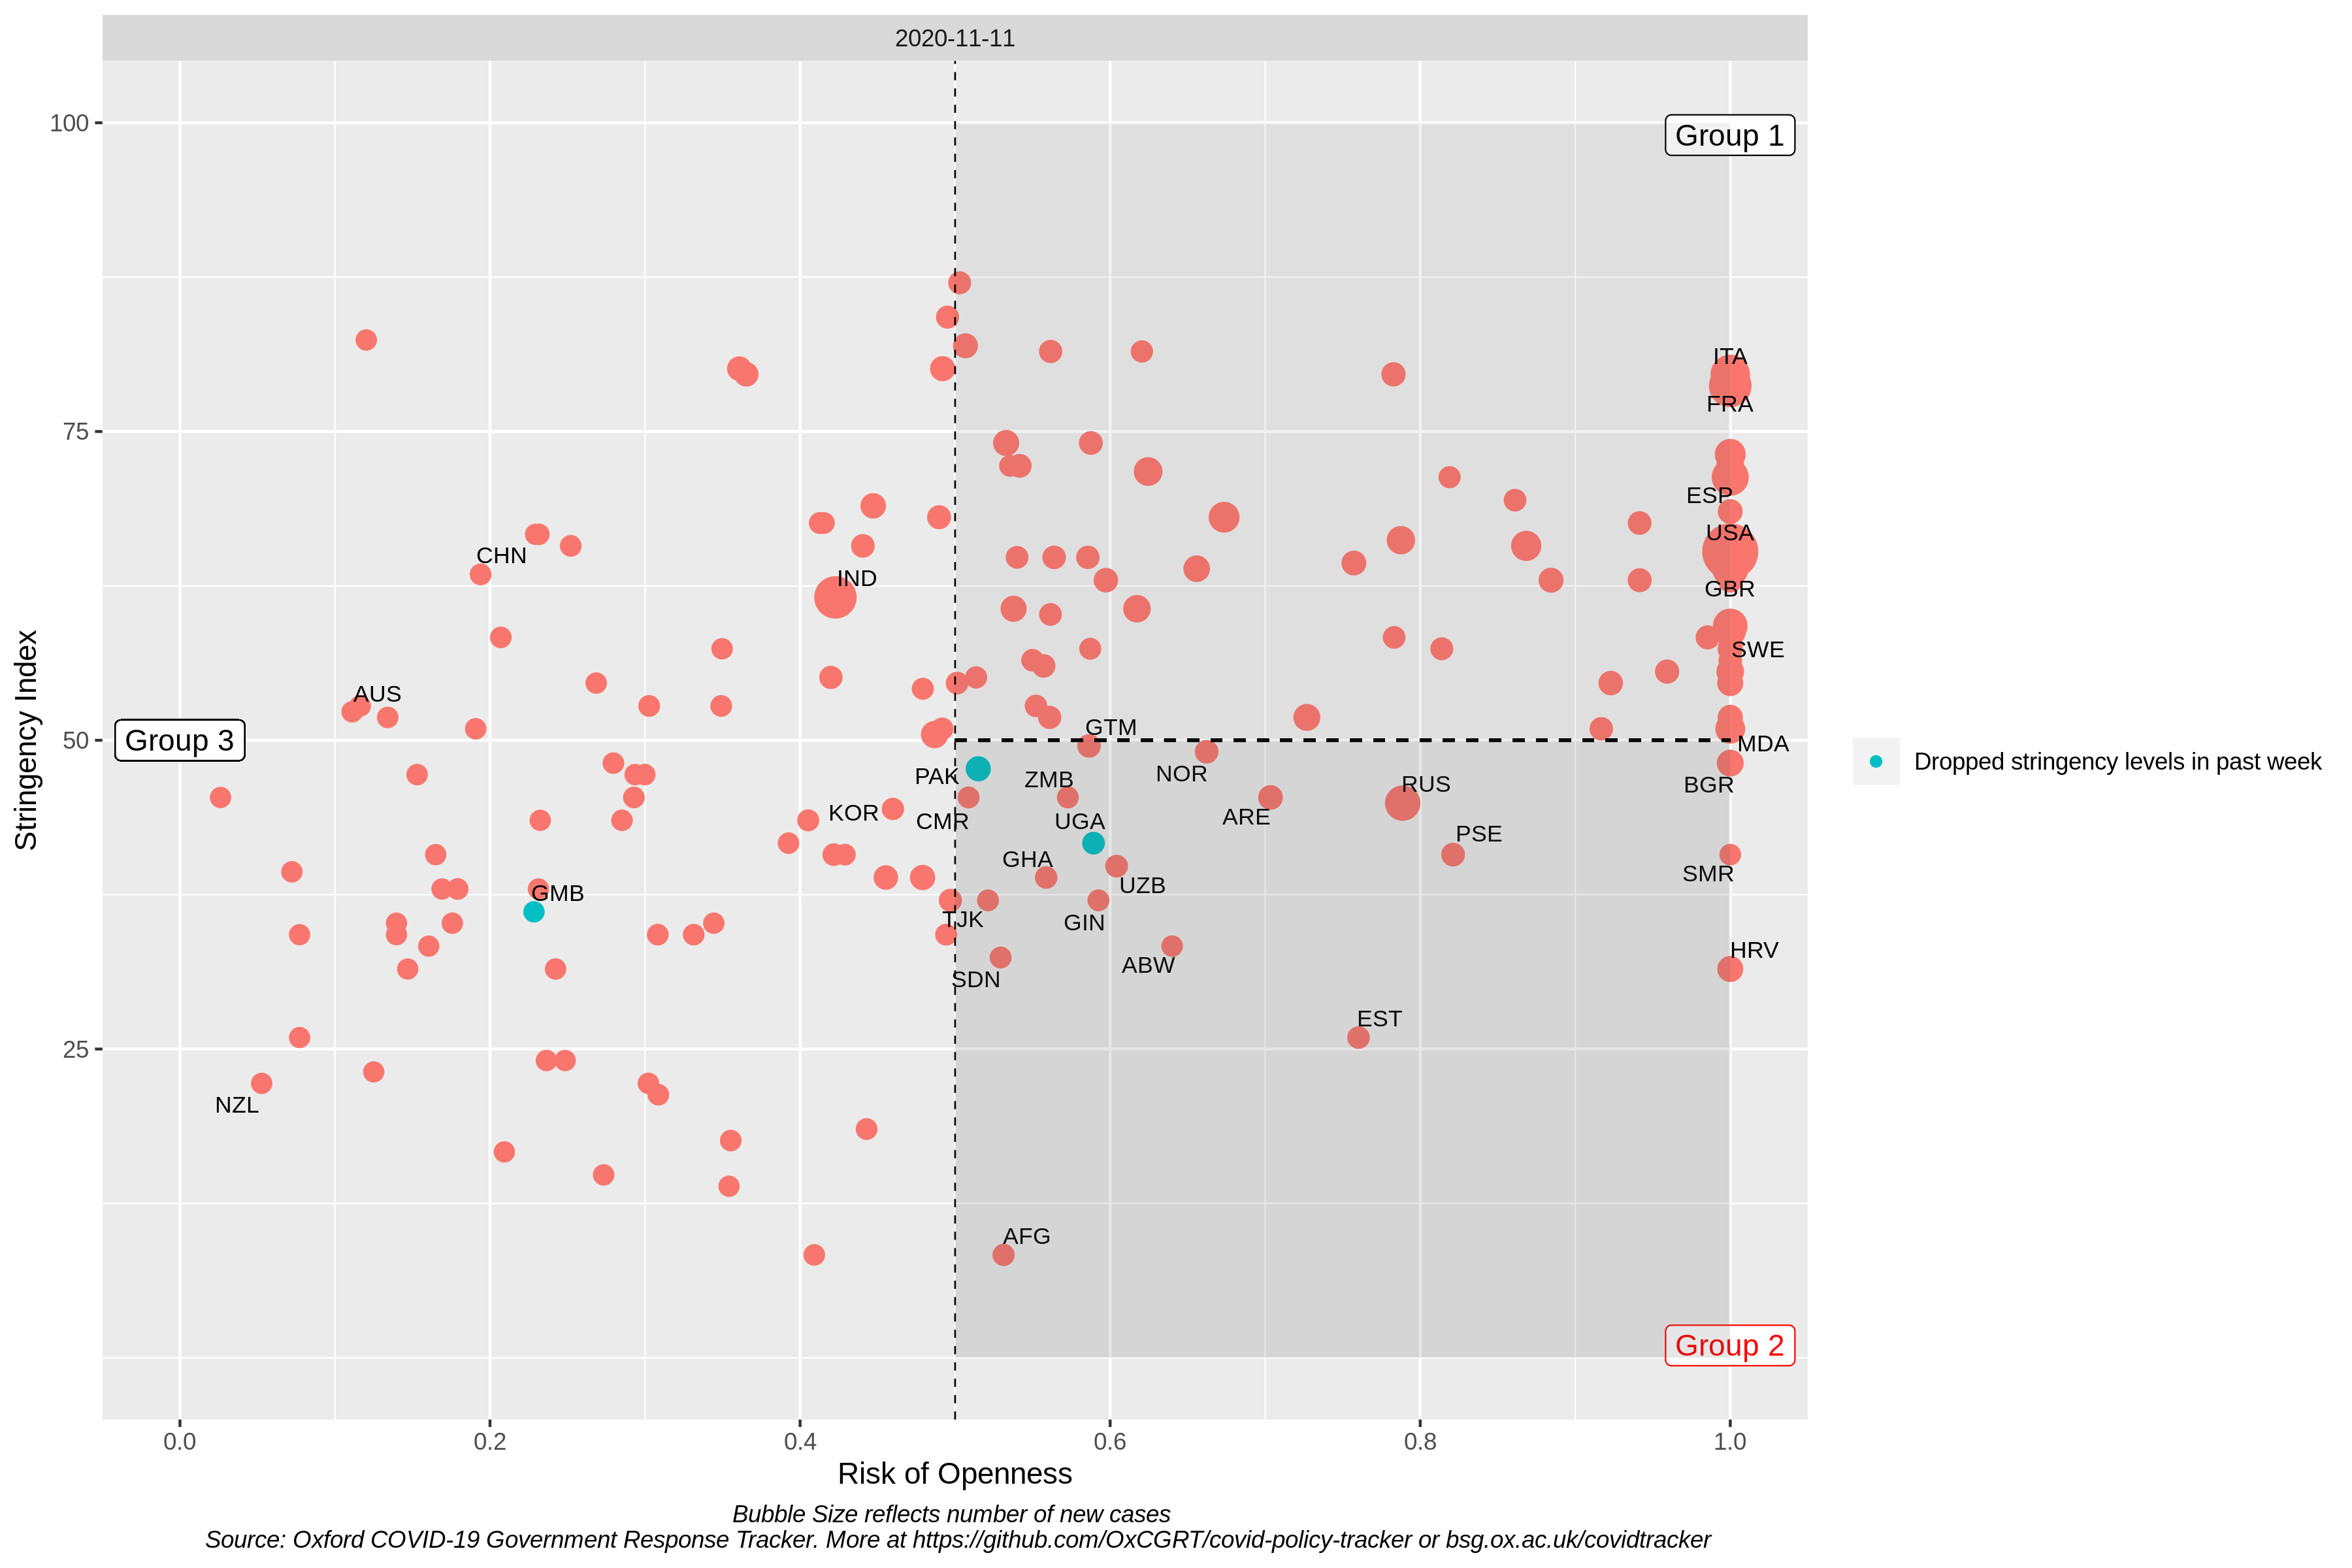 2020-11-11
100
Group 1
ITA
FRA
75
ESP
USA
CHN
IND
GBR
SWE
AUS
GTM
Group 3
50
MDA
Dropped stringency levels in past week
PAK
ZMB
NOR
RUS
BGR
KOR
CMR
UGA
ARE
PSE
GHA
SMR
GMB
UZB
TJK
GIN
HRV
SDN
ABW
EST
25
NZL
AFG
Group 2
Stringency Index
0.0
0.2
0.4
0.6
0.8
1.0
Risk of Openness
Bubble Size reflects number of new cases
Source: Oxford COVID-19 Government Response Tracker. More at https://github.com/OxCGRT/covid-policy-tracker or bsg.ox.ac.uk/covidtracker